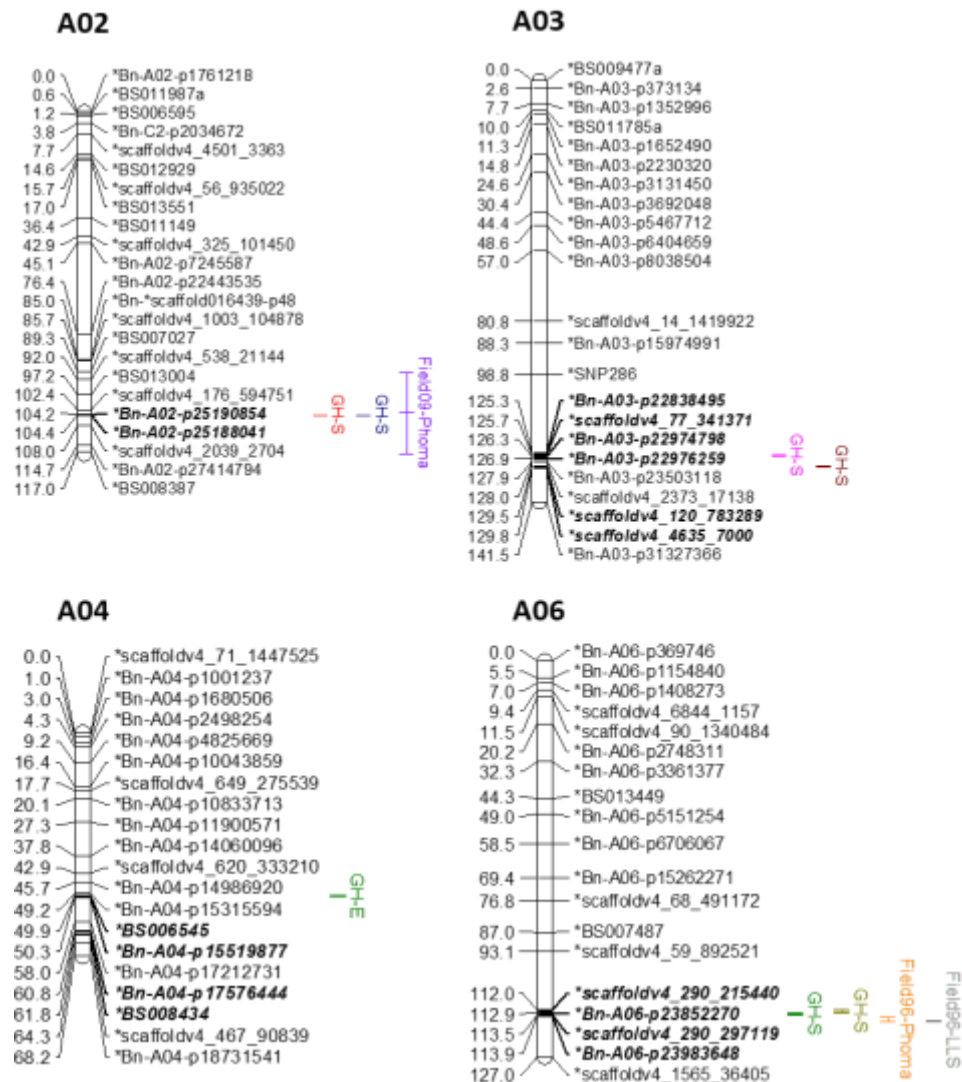 A02
0.0 *Bn-A02-p1761218
0.6 *BS011987a
1.2 *BS006595
3.8 *Bn-C2-p2034672
7.7 *scaffoldv4_4501_3363
14.6 *BS012929
15.7 *scaffoldv4_56_935022
17.0 *BS013551
36.4 *BS011149
42.9 *scaffoldv4_325_101450
45.1 *Bn-A02-p7245587
76.4 *Bn-A02-p22443535
85.0 *Bn-*scaffold016439-p48
85.7 *scaffoldv4_1003_104878
89.3 *BS007027
92.0 *scaffoldv4_538_21144
97.2 *BS013004
102.4 *scaffoldv4_176_594751
104.2 *Bn-A02-p25190854
104.4 *Bn-A02-p25188041
108.0 *scaffoldv4_2039_2704
114.7 *Bn-A02-p27414794
117.0 *BS008387
GH-S
GH-S
Field09-Phoma
A03
0.0 *BS009477a
2.6 *Bn-A03-p373134
7.7 *Bn-A03-p1352996
10.0 *BS011785a
11.3 *Bn-A03-p1652490
14.8 *Bn-A03-p2230320
24.6 *Bn-A03-p3131450
30.4 *Bn-A03-p3692048
44.4 *Bn-A03-p5467712
48.6 *Bn-A03-p6404659
57.0 *Bn-A03-p8038504
80.8 *scaffoldv4_14_1419922
88.3 *Bn-A03-p15974991
98.8 *SNP286
125.3 *Bn-A03-p22838495
125.7 *scaffoldv4_77_341371
126.3 *Bn-A03-p22974798
126.9 *Bn-A03-p22976259
127.9 *Bn-A03-p23503118
128.0 *scaffoldv4_2373_17138
129.5 *scaffoldv4_120_783289
129.8 *scaffoldv4_4635_7000
141.5 *Bn-A03-p31327366
GH-S
GH-S
A04
0.0 *scaffoldv4_71_1447525
1.0 *Bn-A04-p1001237
3.0 *Bn-A04-p1680506
4.3 *Bn-A04-p2498254
9.2 *Bn-A04-p4825669
16.4 *Bn-A04-p10043859
17.7 *scaffoldv4_649_275539
20.1 *Bn-A04-p10833713
27.3 *Bn-A04-p11900571
37.8 *Bn-A04-p14060096
42.9 *scaffoldv4_620_333210
45.7 *Bn-A04-p14986920
49.2 *Bn-A04-p15315594
49.9 *BS006545
50.3 *Bn-A04-p15519877
58.0 *Bn-A04-p17212731
60.8 *Bn-A04-p17576444
61.8 *BS008434
64.3 *scaffoldv4_467_90839
68.2 *Bn-A04-p18731541
GH-E
A06
0.0 *Bn-A06-p369746
5.5 *Bn-A06-p1154840
7.0 *Bn-A06-p1408273
9.4 *scaffoldv4_6844_1157
11.5 *scaffoldv4_90_1340484
20.2 *Bn-A06-p2748311
32.3 *Bn-A06-p3361377
44.3 *BS013449
49.0 *Bn-A06-p5151254
58.5 *Bn-A06-p6706067
69.4 *Bn-A06-p15262271
76.8 *scaffoldv4_68_491172
87.0 *BS007487
93.1 *scaffoldv4_59_892521
112.0 *scaffoldv4_290_215440
112.9 *Bn-A06-p23852270
113.5 *scaffoldv4_290_297119
113.9 *Bn-A06-p23983648
127.0 *scaffoldv4_1565_36405
GH-S
GH-S
Field96-Phoma
Field96-LLS